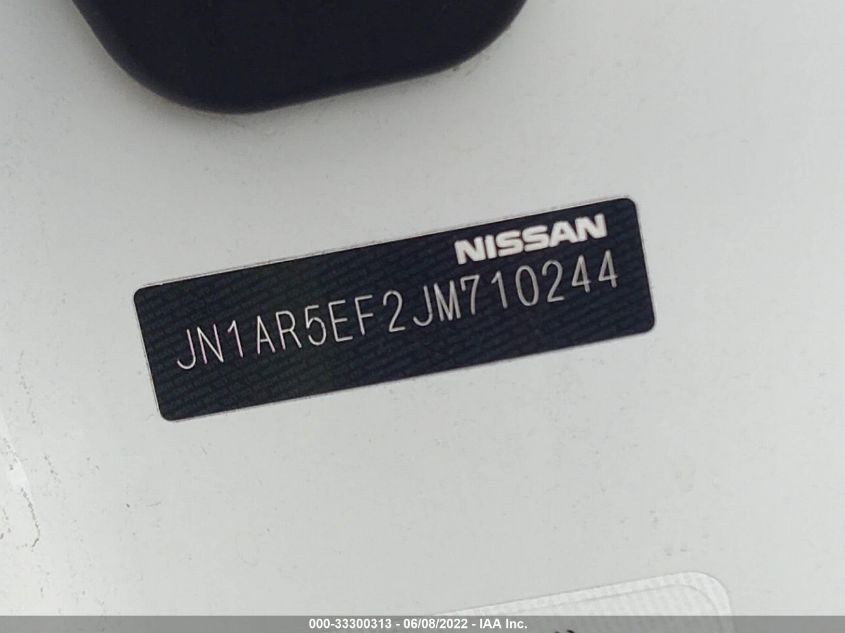 NISSAN
JN1AR5EF2JM710244
000-33300313 - 06/08/2022 - IAA Inc.